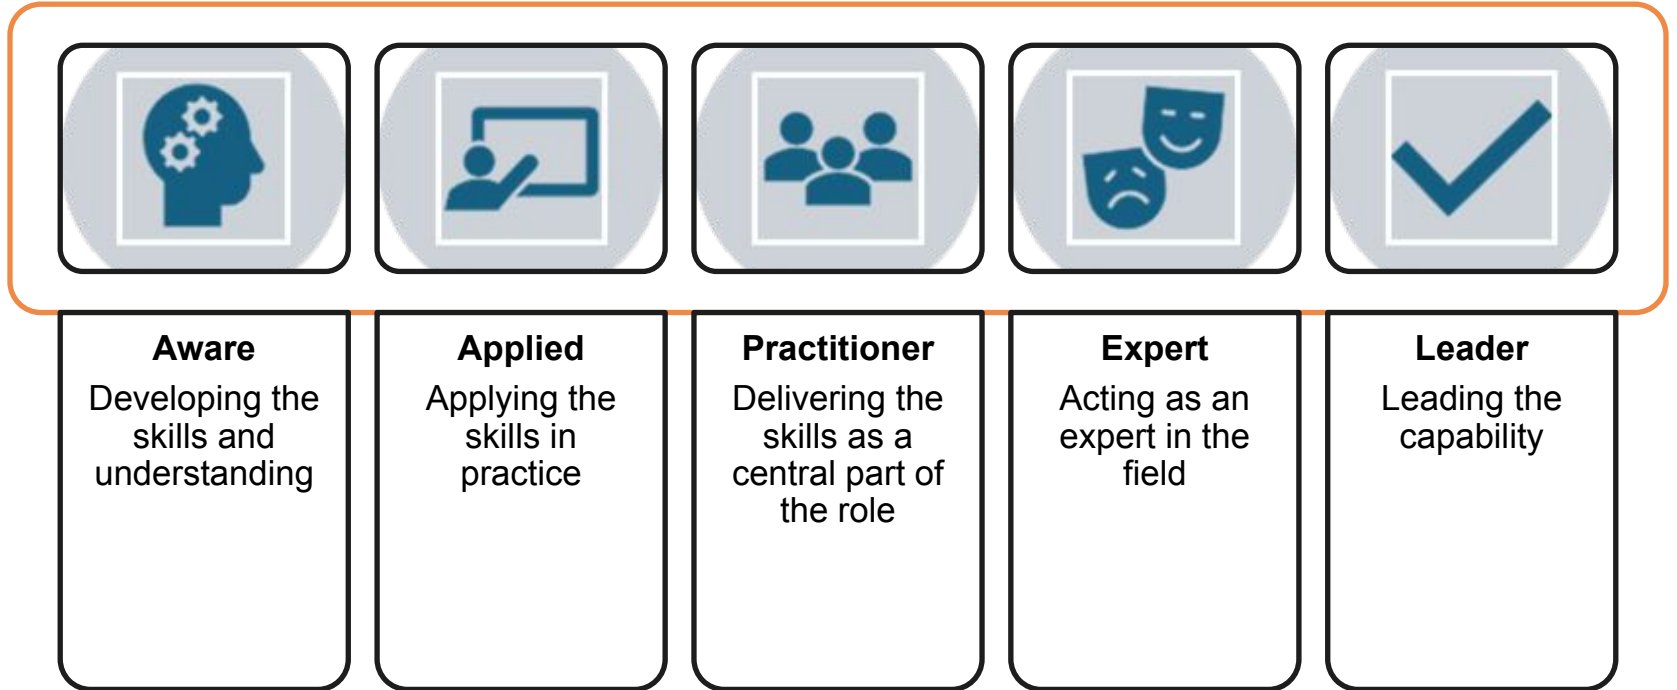 Aware
Developing the
skills and
understanding
Applied
Applying the
skills in
practice
Practitioner
Delivering the
skills as a
central part of
the role
Expert
Acting as an
expert in the
field
Leader
Leading the
capability